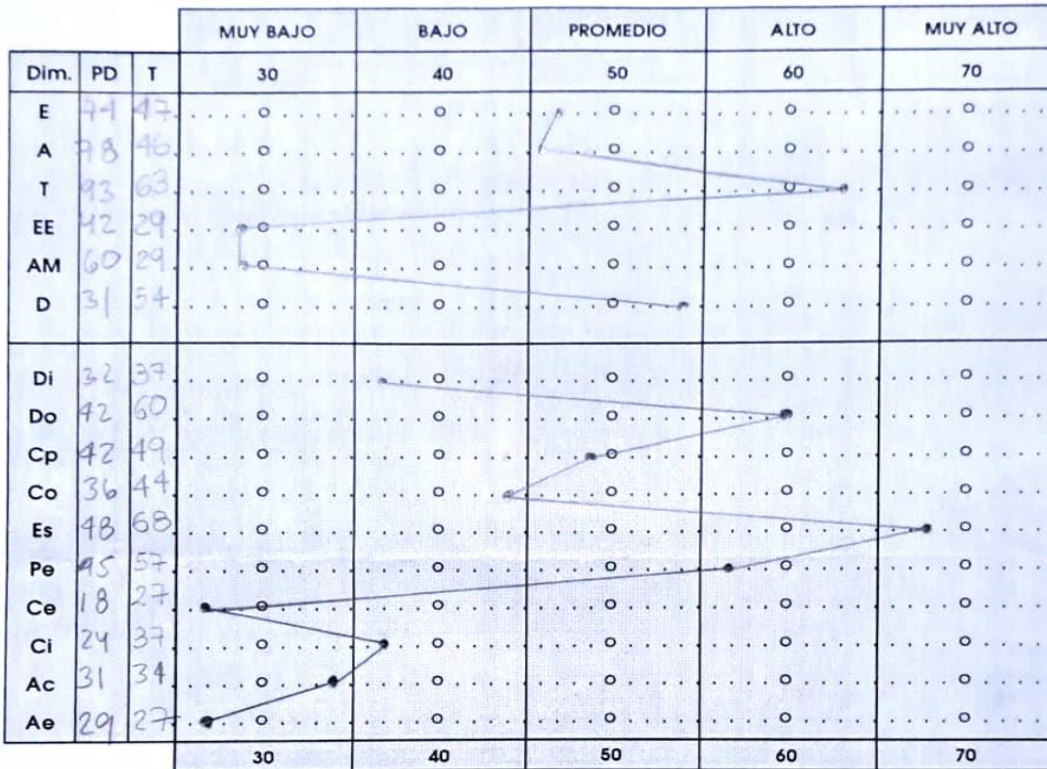 MUY BAJO BAJO PROMEDIO ALTO MUY ALTO
Dim. PD T 30 40 50 60 70
E 74 47
A 78 46
T 93 63
EE 42 29
AM 60 29
D 31 54
Di 32 37
Do 42 60
Cp 42 49
Co 36 44
Es 48 68
Pe 45 57
Ce 18 27
Ci 24 37
Ac 31 34
Ae 29 27
30 40 50 60 70